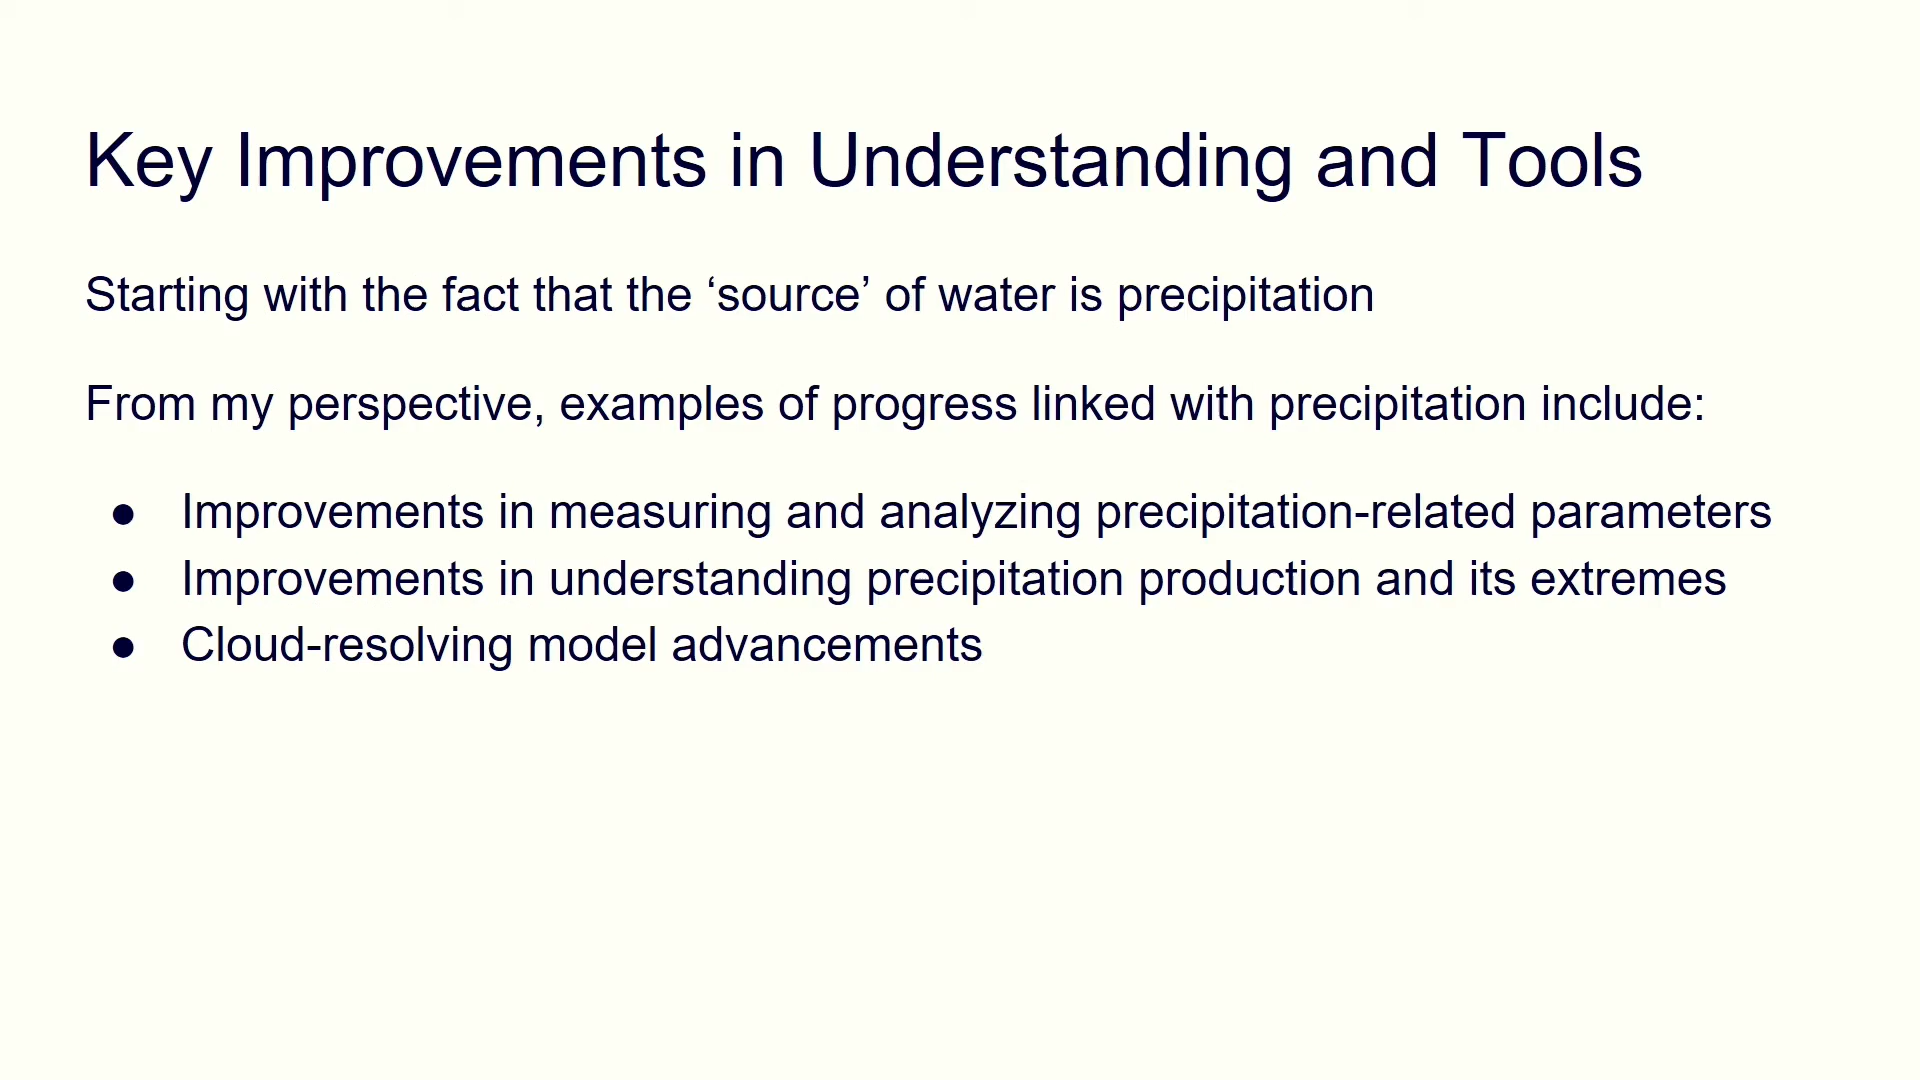 Key Improvements in Understanding and Tools
Starting with the fact that the ‘source’ of water is precipitation
From my perspective, examples of progress linked with precipitation include:
● Improvements in measuring and analyzing precipitation-related parameters
● Improvements in understanding precipitation production and its extremes
● Cloud-resolving model advancements